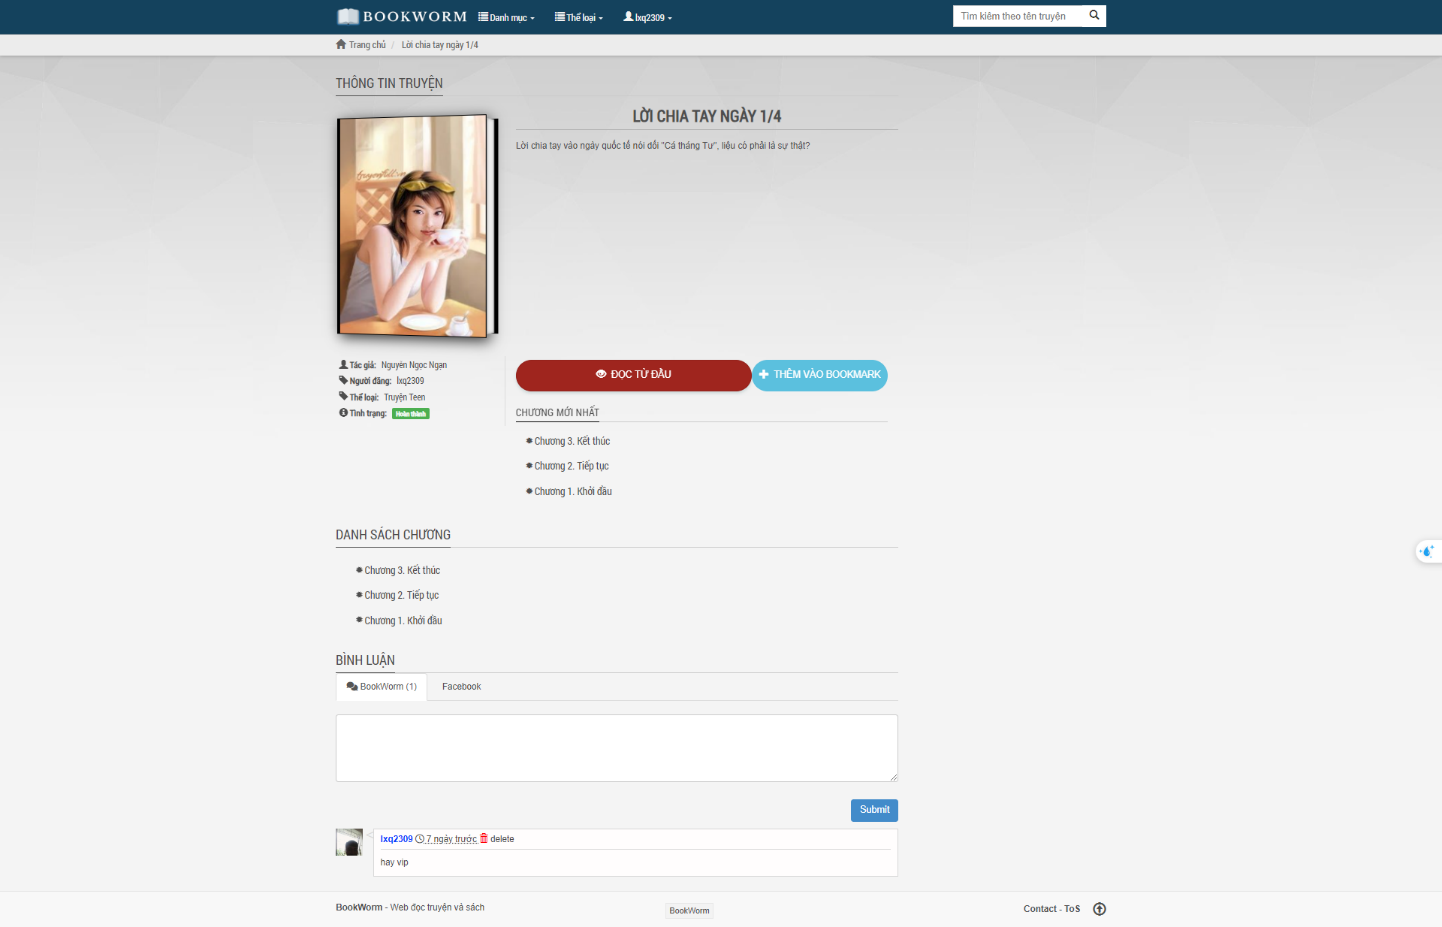 BOOKWORM Danh mục Thể loại lxq2309 Tìm kiếm theo tên truyện
Trang chủ / Lời chia tay ngày 1/4
THÔNG TIN TRUYỆN
LỜI CHIA TAY NGÀY 1/4
Lời chia tay vào ngày quốc tế nói dối "Cá tháng Tư", liệu có phải là sự thật?
Tác giả: Nguyễn Ngọc Ngạn
Người đăng: lxq2309
Thể loại: Truyện Teen
Tình trạng: Hoàn thành
ĐỌC TỪ ĐẦU
THÊM VÀO BOOKMARK
CHƯƠNG MỚI NHẤT
Chương 3. Kết thúc
Chương 2. Tiếp tục
Chương 1. Khởi đầu
DANH SÁCH CHƯƠNG
Chương 3. Kết thúc
Chương 2. Tiếp tục
Chương 1. Khởi đầu
BÌNH LUẬN
BookWorm (1) Facebook
Submit
lxq2309 7 ngày trước delete
hay vip
BookWorm - Web đọc truyện và sách BookWorm Contact - ToS